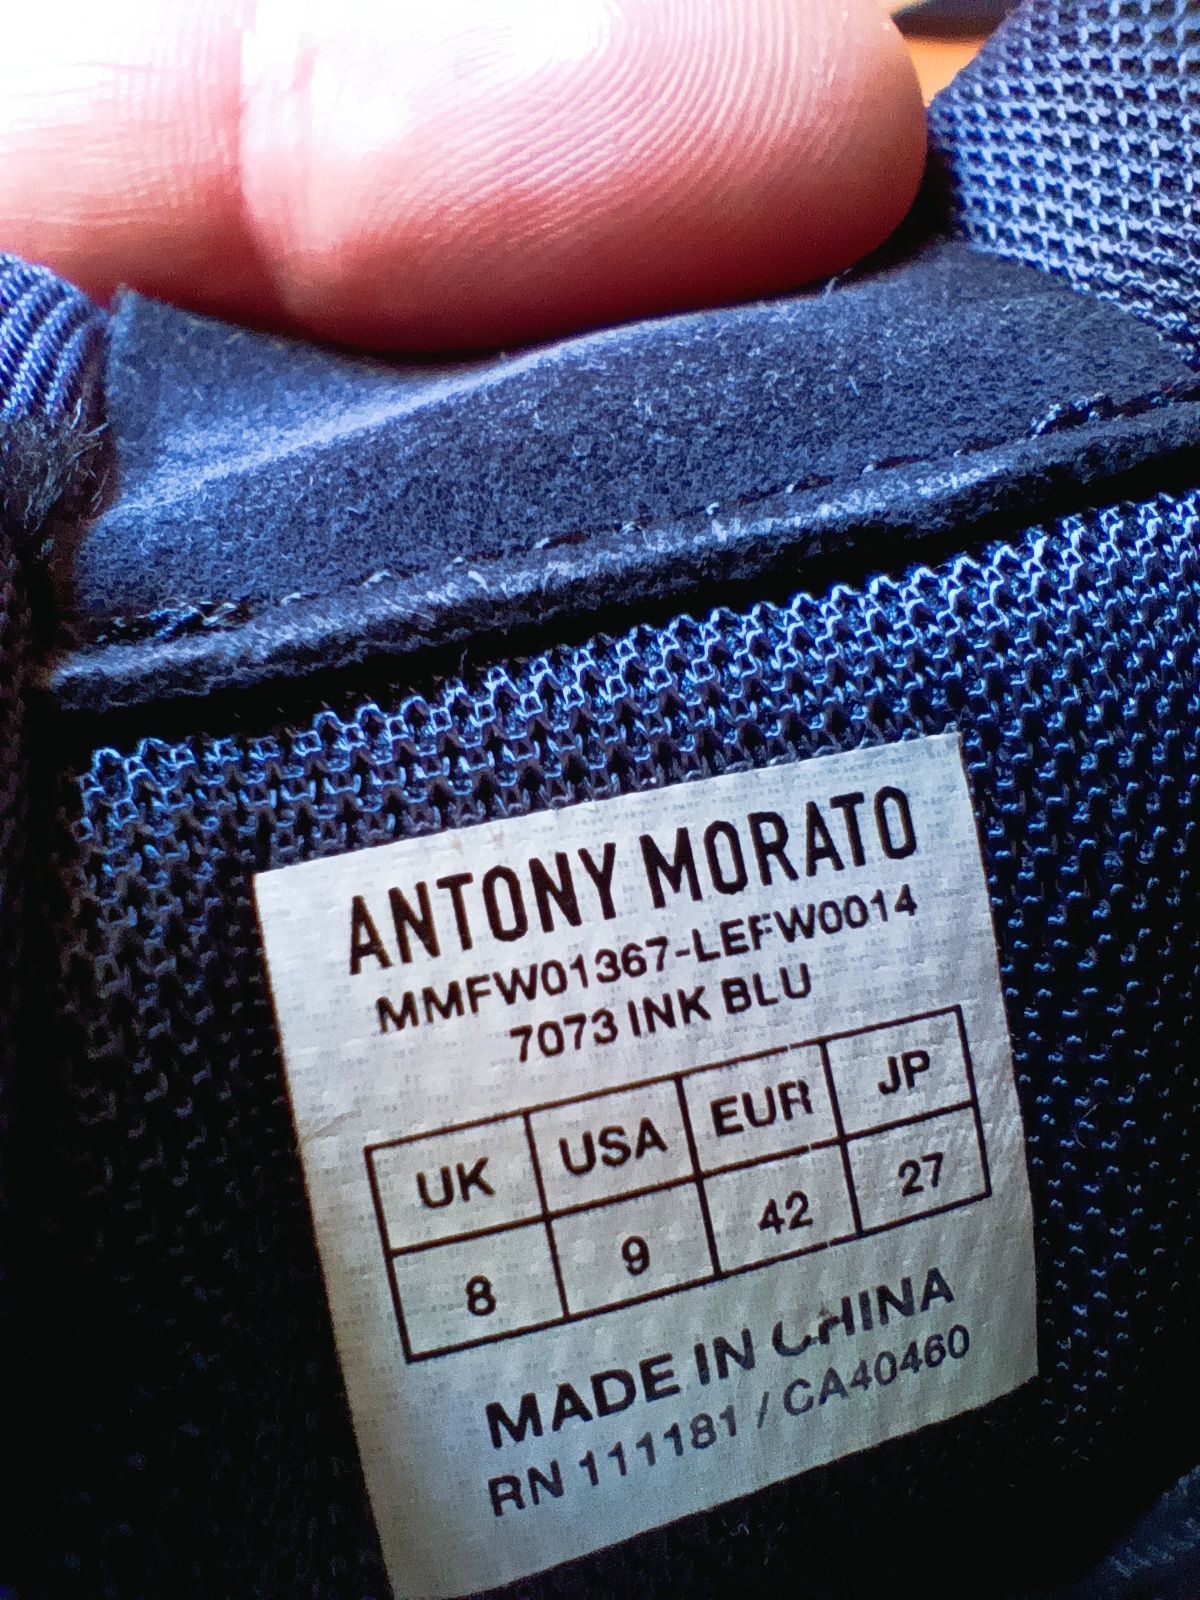 ANTONY MORATO
MMFW01367-LEFW0014
7073 INK BLU
UK USA EUR JP
8 9 42 27
MADE IN CHINA
RN 111181 / CA40460